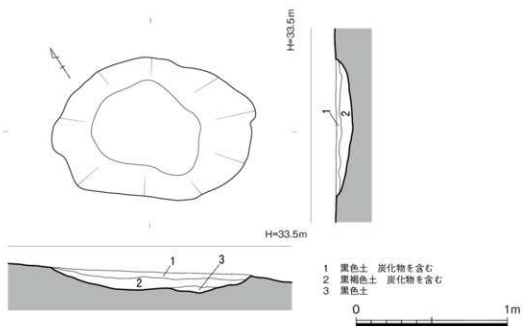 H=33.5m
1
2
H=33.5m
1
3
2
1 黒色土 炭化物を含む
2 黒褐色土 炭化物を含む
3 黒色土
0 1m